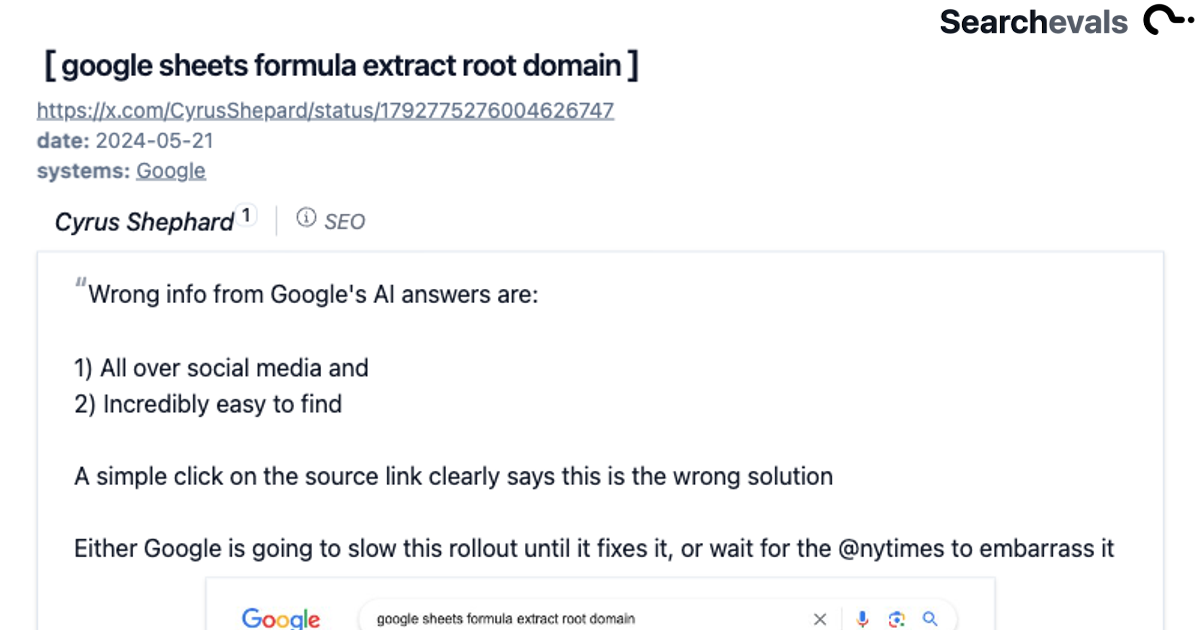 Searchevals
[ google sheets formula extract root domain ]
https://x.com/CyrusShepard/status/1792775276004626747
date: 2024-05-21
systems: Google
Cyrus Shephard 1 SEO
"Wrong info from Google's AI answers are:
1) All over social media and
2) Incredibly easy to find
A simple click on the source link clearly says this is the wrong solution
Either Google is going to slow this rollout until it fixes it, or wait for the @nytimes to embarrass it
Google google sheets formula extract root domain